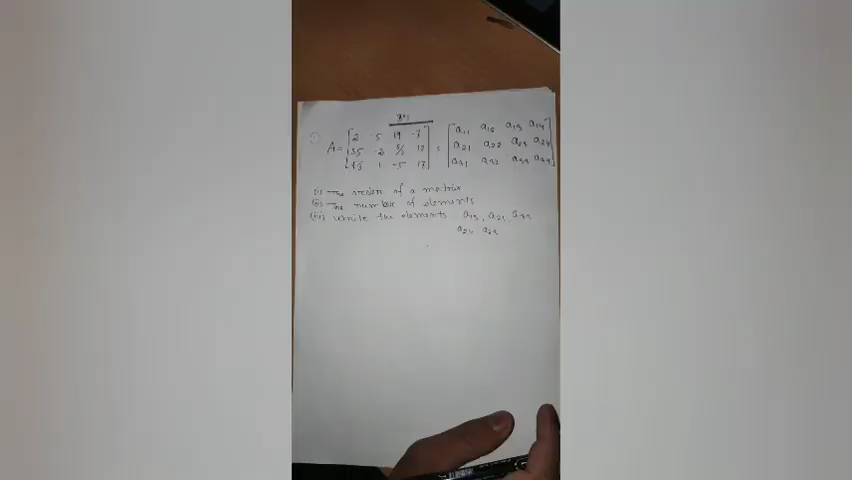 A = [2 5 19 -7 = [a11 a12 a13 a14
35 -2 5/2 12 a21 a22 a23 a24
√3 1 -5 17] a31 a32 a33 a34]
(i) The order of a matrix
(ii) The number of elements
(iii) Write the elements a13, a21, a33
a24, a23